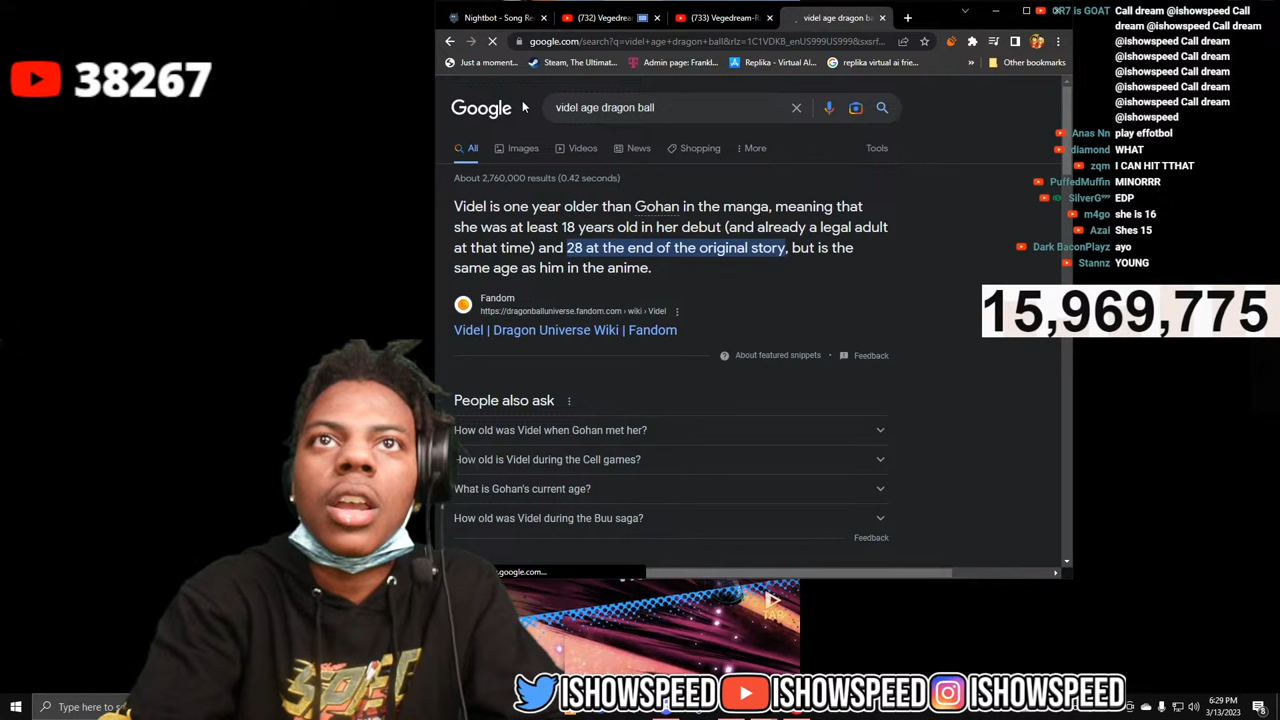 38267
Nightbot - Song Re
(732) Vegedream
(733) Vegedream-R
videl age dragon b
google.com/search?q=videl+age+dragon+ball&rlz=1C1VDKB_enUS999US999&sxsrf...
Just a moment...
Steam, The Ultimat...
Admin page: Frankl...
Replika - Virtual AI...
replika virtual ai frie...
»
Other bookmarks
Google
videl age dragon ball
All
Images
Videos
News
Shopping
More
Tools
About 2,760,000 results (0.42 seconds)
Videl is one year older than Gohan in the manga, meaning that
she was at least 18 years old in her debut (and already a legal adult
at that time) and 28 at the end of the original story, but is the
same age as him in the anime.
Fandom
https://dragonballuniverse.fandom.com › wiki › Videl
Videl | Dragon Universe Wiki | Fandom
About featured snippets
Feedback
People also ask
How old was Videl when Gohan met her?
How old is Videl during the Cell games?
What is Gohan's current age?
How old was Videl during the Buu saga?
Feedback
.google.com...
TAP
GOAT Call dream @ishowspeed Call
dream @ishowspeed Call dream
@ishowspeed Call dream
@ishowspeed Call dream
@ishowspeed Call dream
@ishowspeed Call dream
@ishowspeed
Anas Nn play effotbol
diamond WHAT
zqm I CAN HIT TTHAT
PuffedMuffin MINORRR
SilverG⁹⁹⁹ EDP
m4go she is 16
Azai Shes 15
Dark BaconPlayz ayo
Stannz YOUNG
15,969,775
ISHOWSPEED ISHOWSPEED ISHOWSPEED
Type here to s
6:29 PM
3/13/2023
8